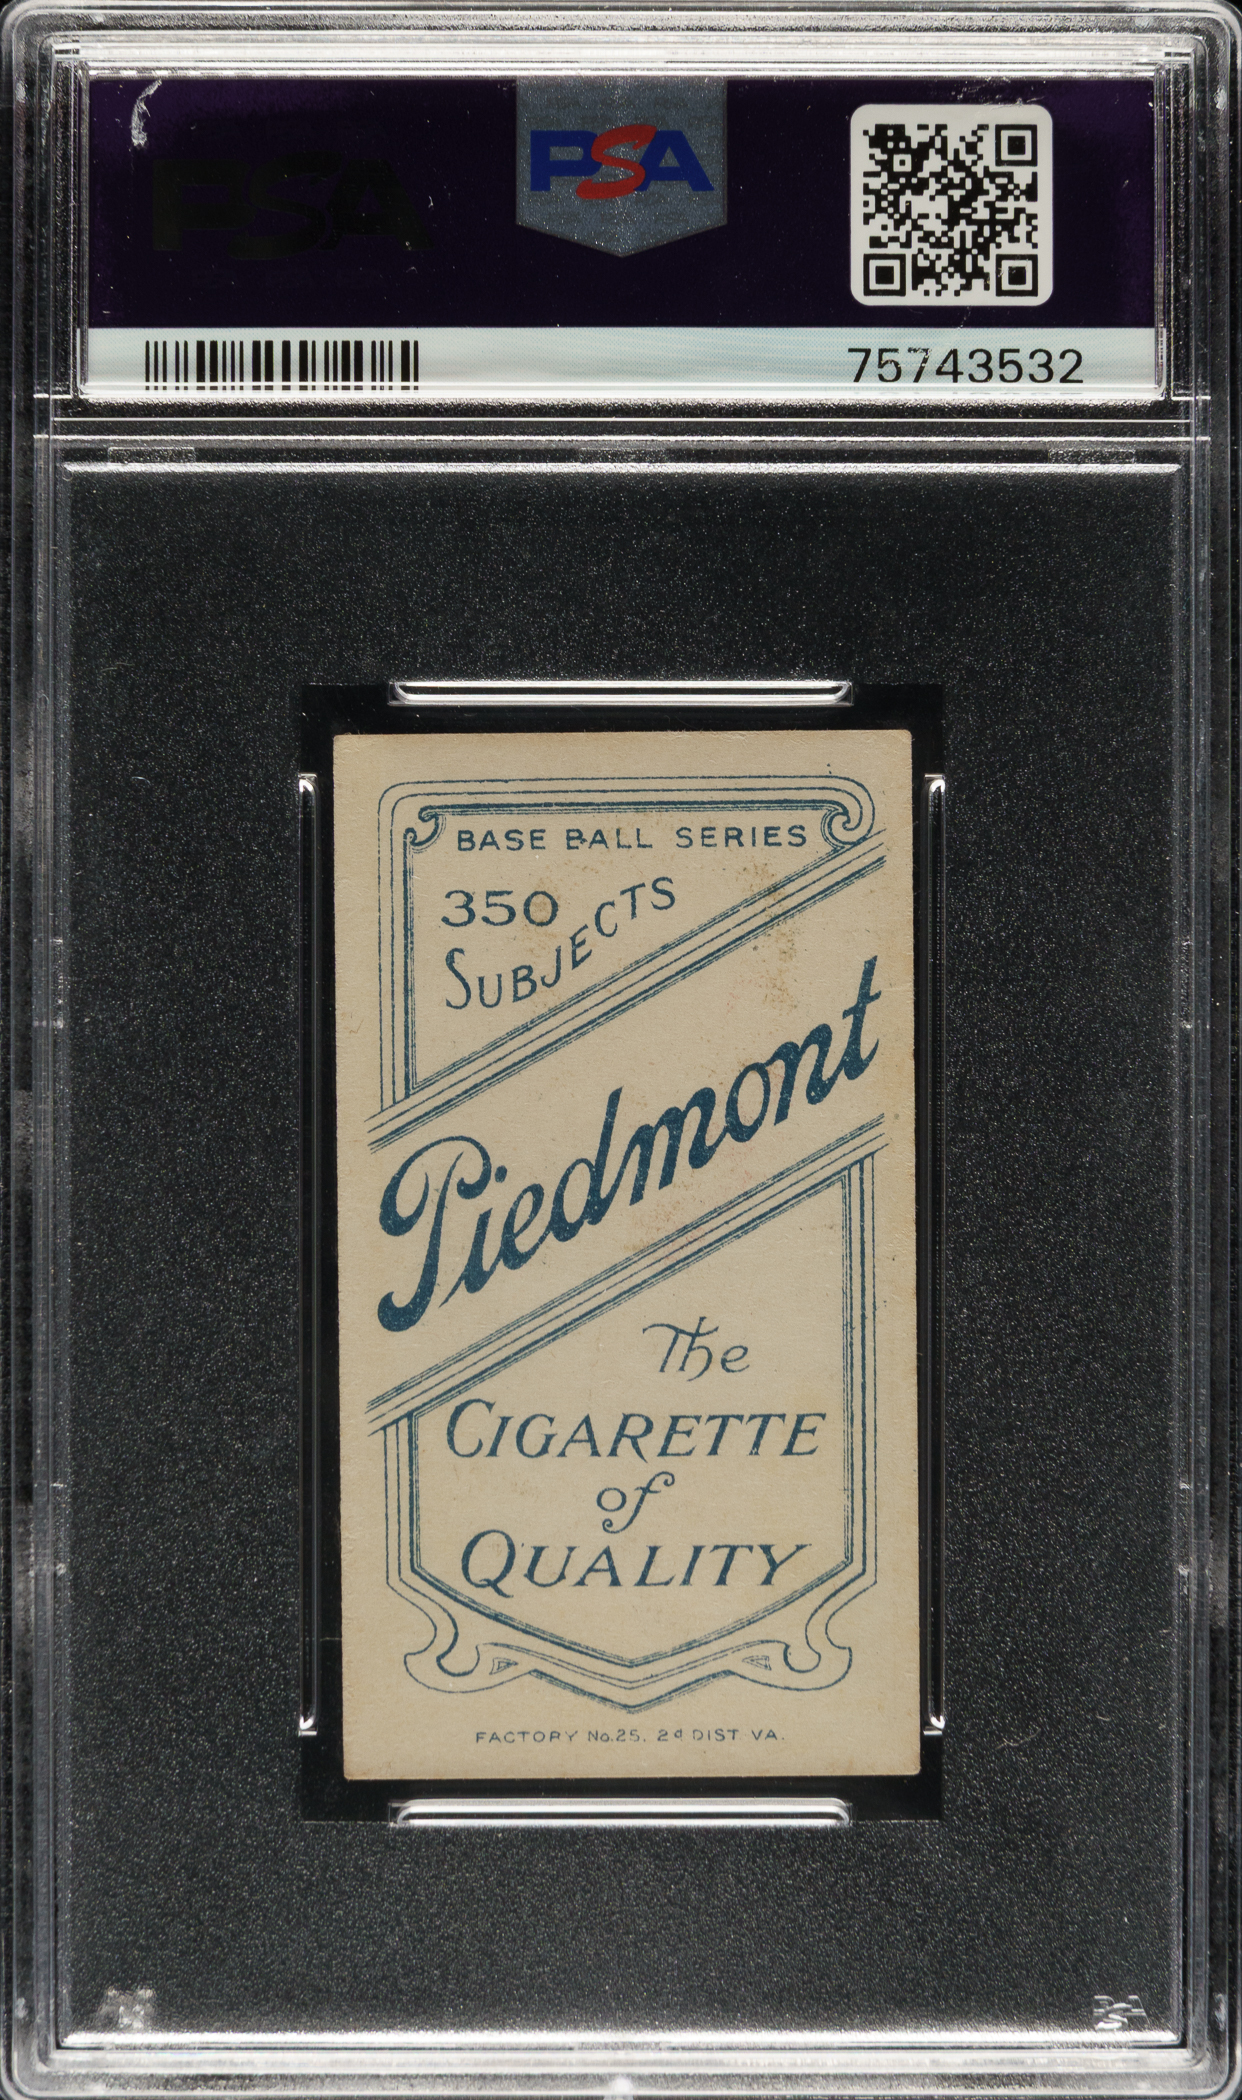 PSA
PSA
75743532
BASE BALL SERIES
350
SUBJECTS
Piedmont
The
CIGARETTE
of
QUALITY
FACTORY No.25. 2d DIST VA.
PSA